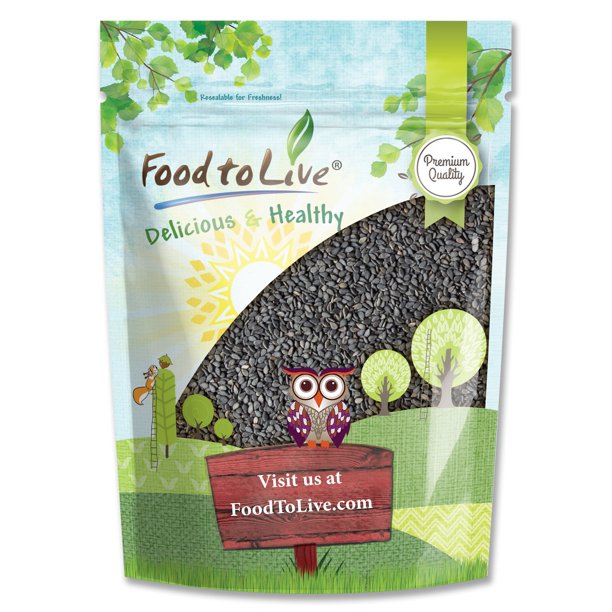 Resealable for Freshness!
Food to Live®
Delicious & Healthy
Premium
Quality
Visit us at
FoodToLive.com